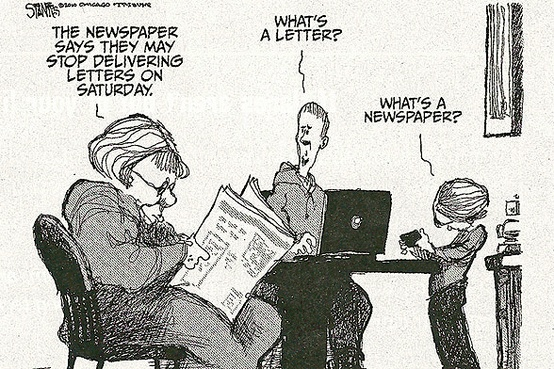 STANTIS ©2010 CHICAGO TRIBUNE
THE NEWSPAPER
SAYS THEY MAY
STOP DELIVERING
LETTERS ON
SATURDAY.
WHAT'S
A LETTER?
WHAT'S A
NEWSPAPER?